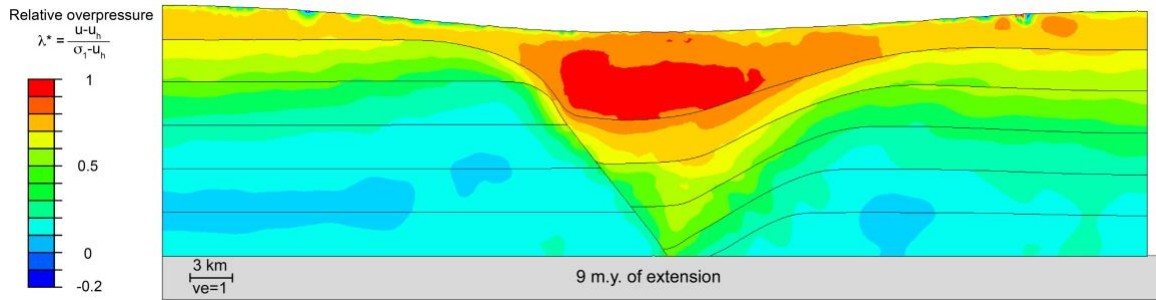 Relative overpressure
λ* = u-uₕ
σ₁-uₕ
1
0.5
0
-0.2
3 km
ve=1
9 m.y. of extension